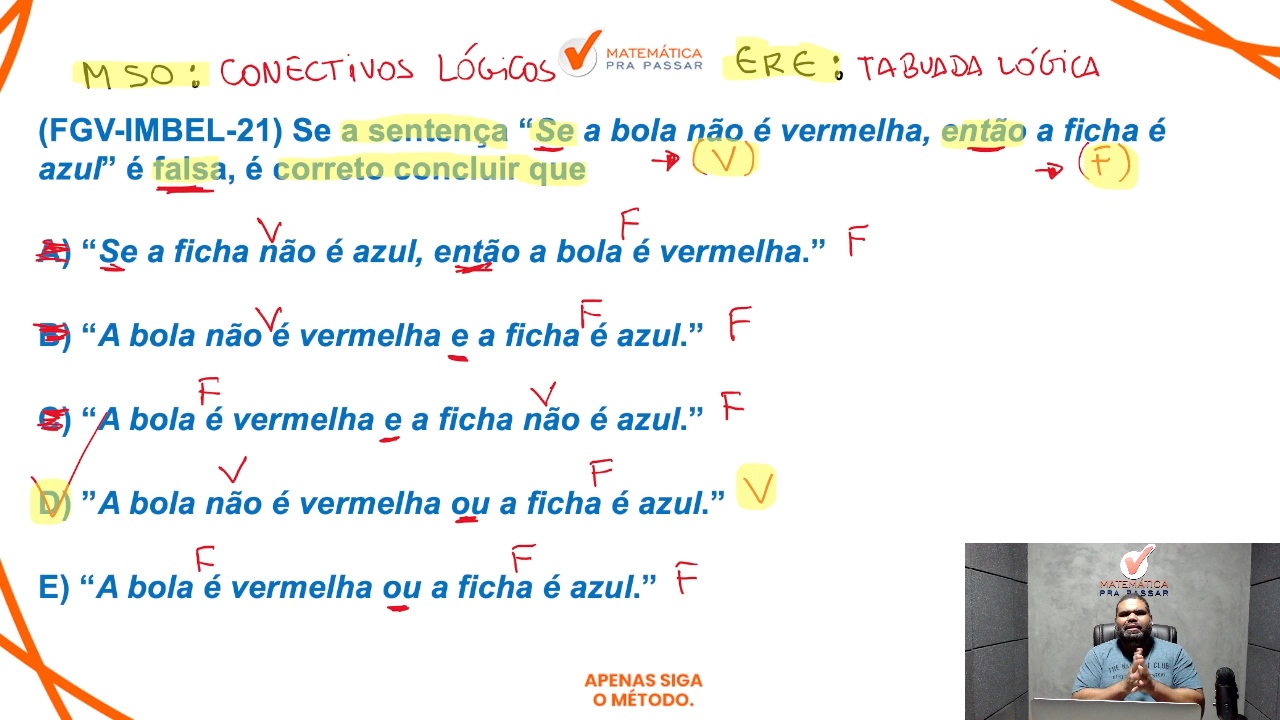 MSO: CONECTIVOS LÓGICOS
MATEMÁTICA
PRA PASSAR
ERE: TABUADA LÓGICA
(FGV-IMBEL-21) Se a sentença “Se a bola não é vermelha, então a ficha é
azul” é falsa, é correto concluir que
(V)
(F)
V F
A) “Se a ficha não é azul, então a bola é vermelha.” F
V F
B) “A bola não é vermelha e a ficha é azul.” F
F V
C) “A bola é vermelha e a ficha não é azul.” F
V F
D) ”A bola não é vermelha ou a ficha é azul.” V
F F
E) “A bola é vermelha ou a ficha é azul.” F
MATEMÁTICA
PRA PASSAR
APENAS SIGA
O MÉTODO.